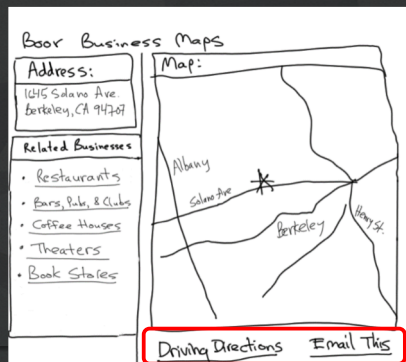 Boor Business Maps
Address:
1645 Solano Ave.
Berkeley, CA 94707
Related Businesses
• Restaurants
• Bars, Pubs, & Clubs
• Coffee Houses
• Theaters
• Book Stores
Map:
Albany
Solano Ave
Berkeley
Henry St.
Driving Directions
Email This